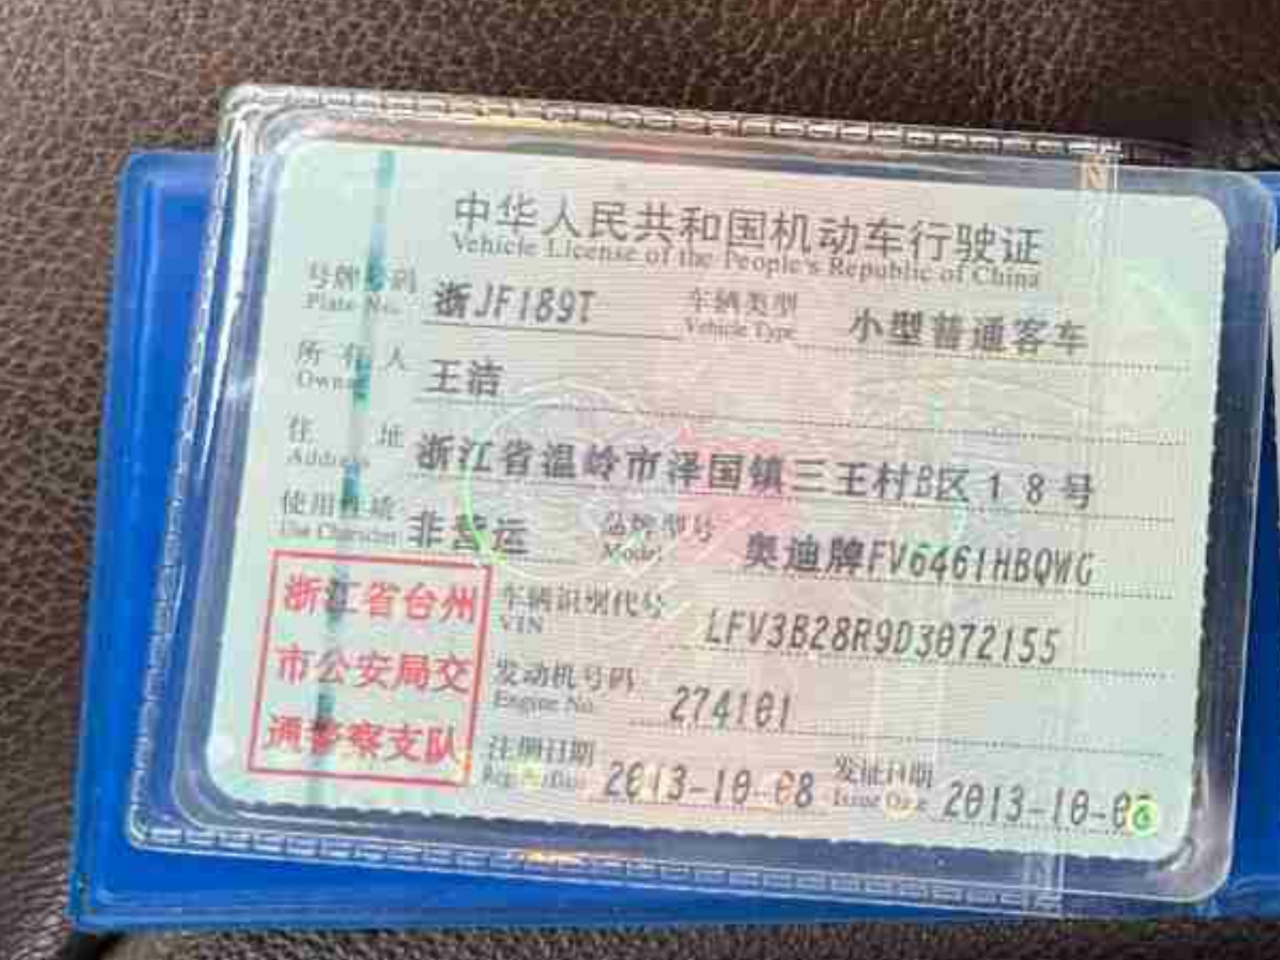 中华人民共和国机动车行驶证
Vehicle License of the People's Republic of China
号牌号码 浙JF189T 车辆类型 小型普通客车
Plate No. Vehicle Type
所有人 王洁
Owner
住址 浙江省温岭市泽国镇三王村B区18号
Address
使用性质 非营运 品牌型号 奥迪牌FV6461HBQWG
Use Character Model
浙江省台州
市公安局交
通警察支队
车辆识别代号 LFV3B28R9D3072155
VIN
发动机号码 274101
Engine No.
注册日期 2013-10-08 发证日期 2013-10-
Register Date Issue Date